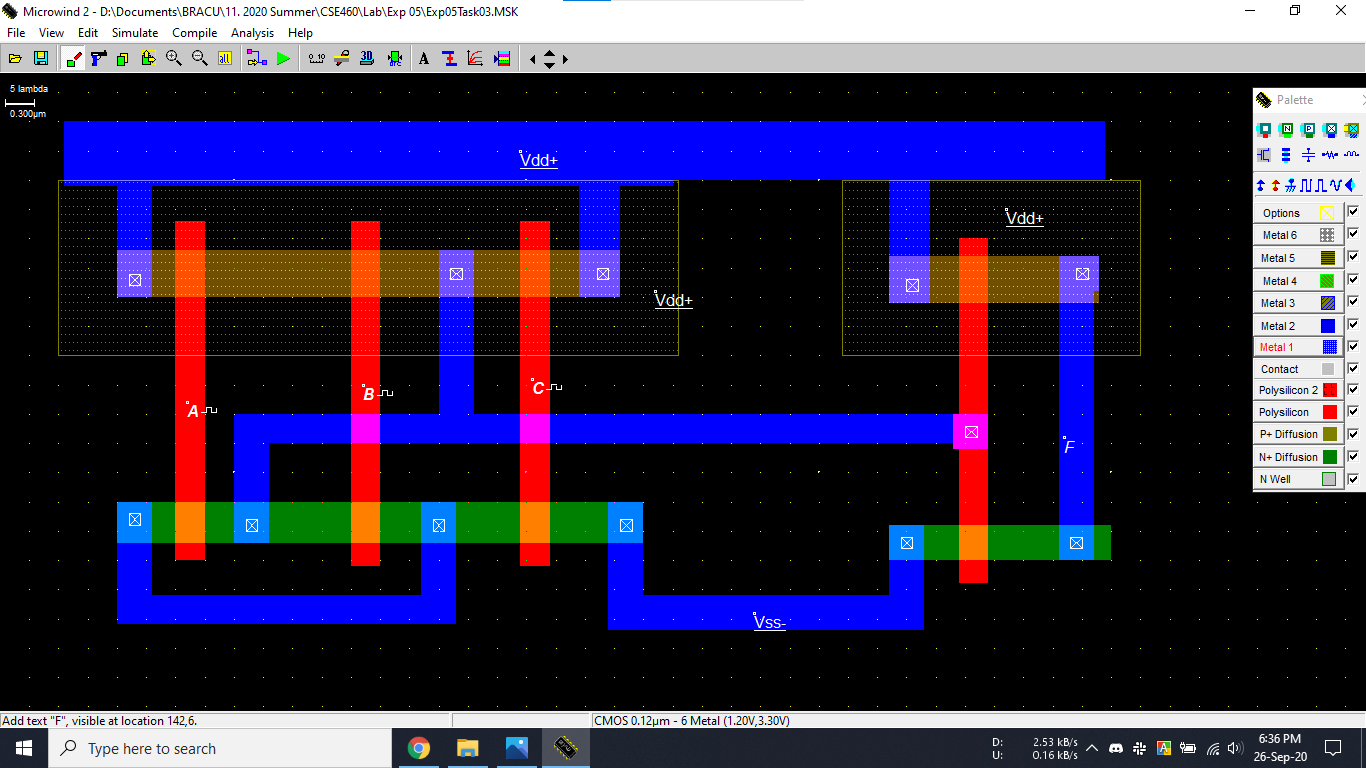 Microwind 2 - D:\Documents\BRACU\11. 2020 Summer\CSE460\Lab\Exp 05\Exp05Task03.MSK
File View Edit Simulate Compile Analysis Help
5 lambda
0.300µm
Vdd+
Vdd+
Vdd+
A
B
C
F
Vss-
Palette
Options
Metal 6
Metal 5
Metal 4
Metal 3
Metal 2
Metal 1
Contact
Polysilicon 2
Polysilicon
P+ Diffusion
N+ Diffusion
N Well
Add text "F", visible at location 142,6.
CMOS 0.12µm - 6 Metal (1.20V,3.30V)
Type here to search
D: 2.53 kB/s
U: 0.16 kB/s
6:36 PM
26-Sep-20